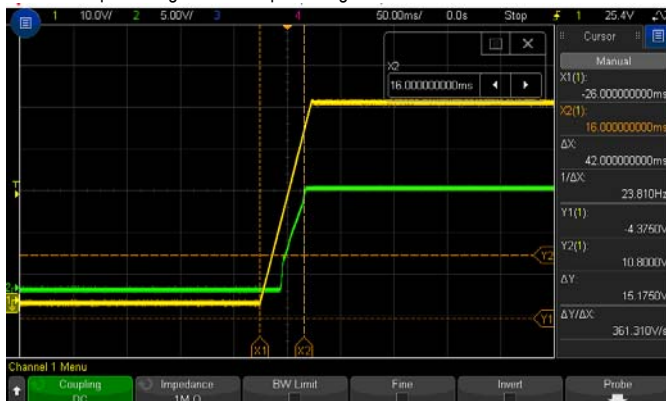 1 10.0V/ 2 5.00V/ 3 4 50.00ms/ 0.0s Stop 1 25.4V
Cursor
Manual
X2
16.000000000ms
X1(1):
-26.000000000ms
X2(1):
16.000000000ms
ΔX:
42.000000000ms
1/ΔX:
23.810Hz
Y1(1):
-4.3750V
Y2(1):
10.8000V
ΔY:
15.1750V
ΔY/ΔX:
361.310V/s
T
2
Y2
Y1
X1 X2
Channel 1 Menu
Coupling Impedance BW Limit Fine Invert Probe
DC 1M Ω